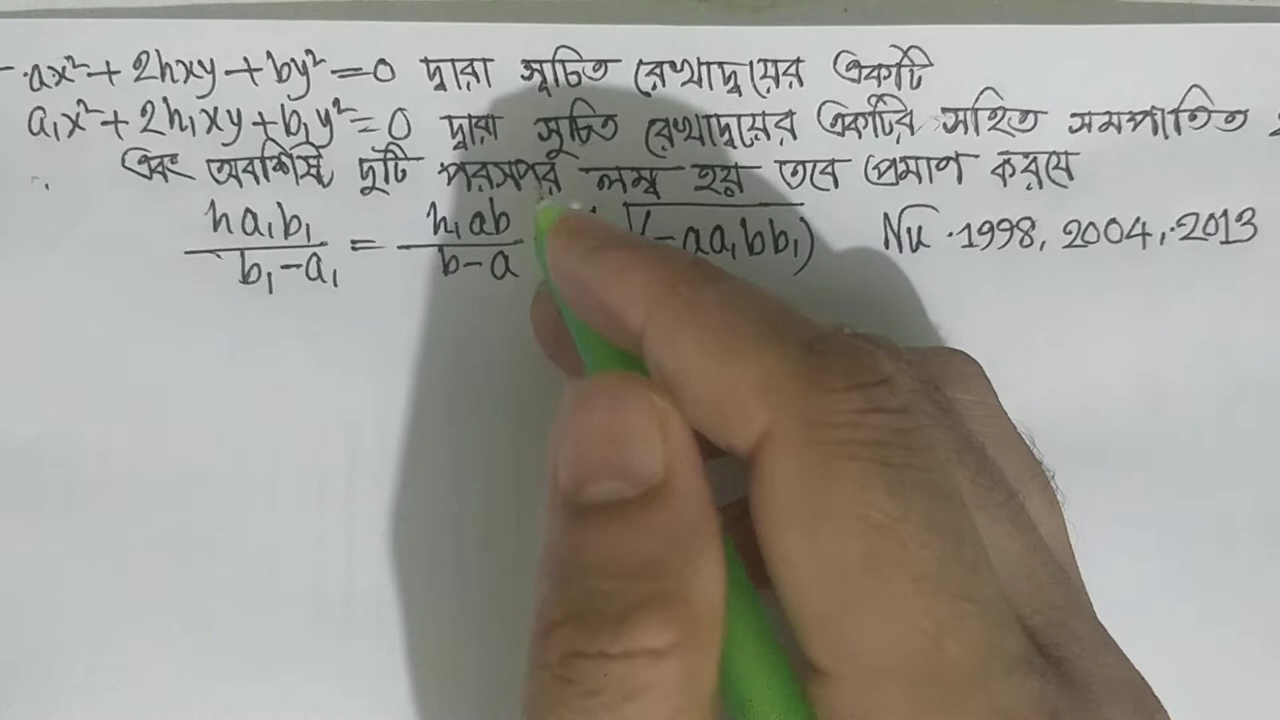 ax²+2hxy+by²=0 দ্বারা সূচিত রেখাদ্বয়ের একটি
a₁x²+2h₁xy+b₁y²=0 দ্বারা সূচিত রেখাদ্বয়ের একটির সহিত সমপাতিত
এবং অবশিষ্ট দুটি পরস্পর লম্ব হয় তবে প্রমাণ করযে
ha₁b₁/b₁-a₁ = h₁ab/b-a √(-aa₁bb₁) NU .1998, 2004, 2013